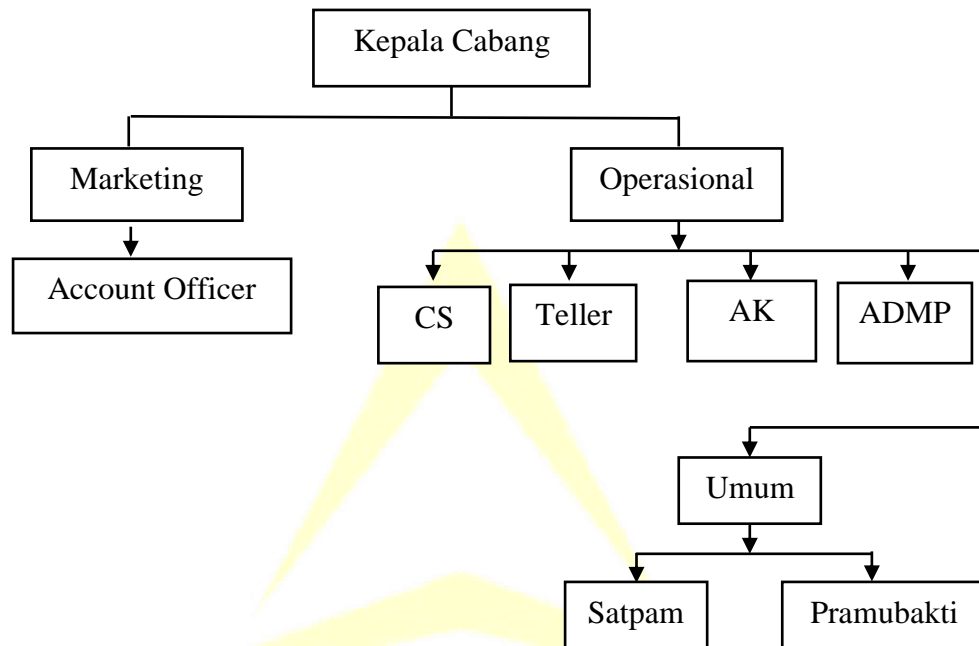 Kepala Cabang
Marketing
Operasional
Account Officer
CS
Teller
AK
ADMP
Umum
Satpam
Pramubakti